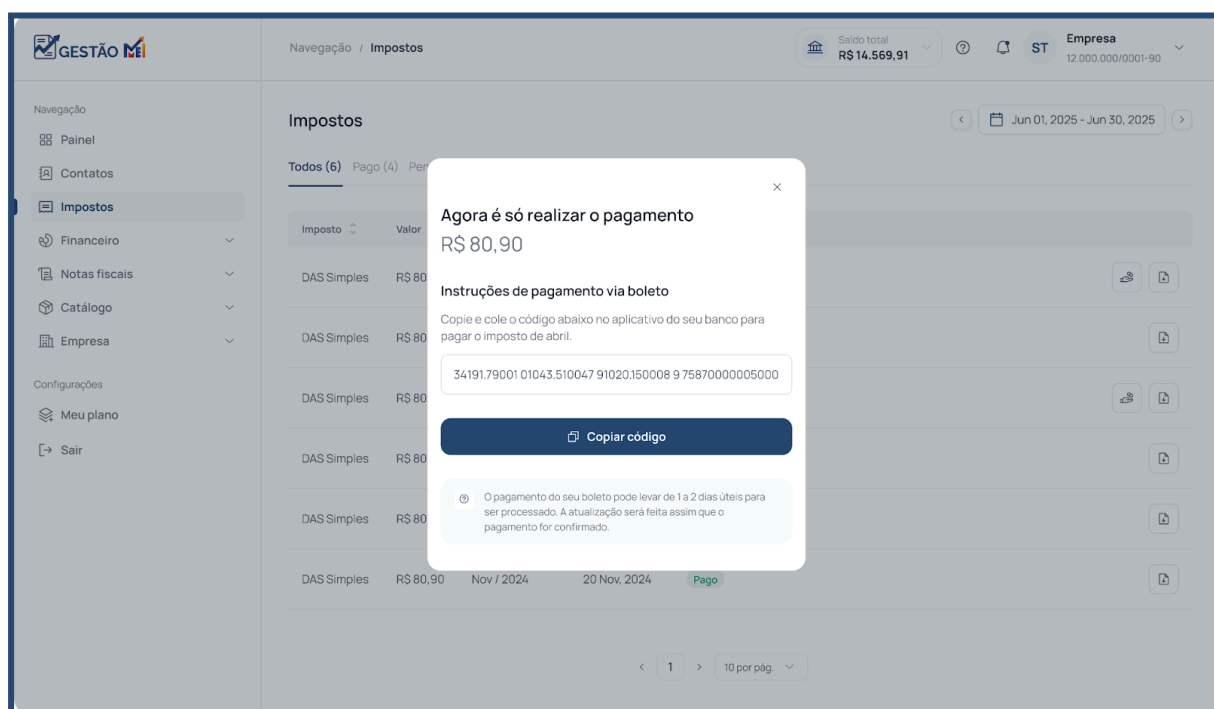 GESTÃO MEI
Navegação / Impostos
Saldo total
R$ 14.569,91
ST
Empresa
12.000.000/0001-90
Navegação
Painel
Contatos
Impostos
Financeiro
Notas fiscais
Catálogo
Empresa
Configurações
Meu plano
Sair
Impostos
Jun 01, 2025 - Jun 30, 2025
Todos (6) Pago (4)
Imposto Valor
DAS Simples R$ 80
DAS Simples R$ 80
DAS Simples R$ 80
DAS Simples R$ 80
DAS Simples R$ 80
DAS Simples R$ 80,90 Nov / 2024 20 Nov, 2024 Pago
1
10 por pág.
Agora é só realizar o pagamento
R$ 80,90
Instruções de pagamento via boleto
Copie e cole o código abaixo no aplicativo do seu banco para
pagar o imposto de abril.
34191.79001 01043.510047 91020.150008 9 75870000005000
Copiar código
O pagamento do seu boleto pode levar de 1 a 2 dias úteis para
ser processado. A atualização será feita assim que o
pagamento for confirmado.